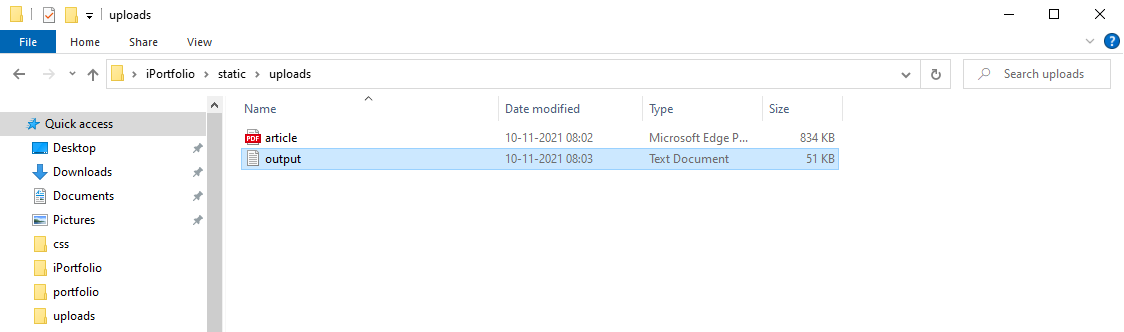 uploads
File Home Share View
iPortfolio static uploads Search uploads
Name Date modified Type Size
Quick access
PDF article 10-11-2021 08:02 Microsoft Edge P... 834 KB
output 10-11-2021 08:03 Text Document 51 KB
Desktop
Downloads
Documents
Pictures
css
iPortfolio
portfolio
uploads